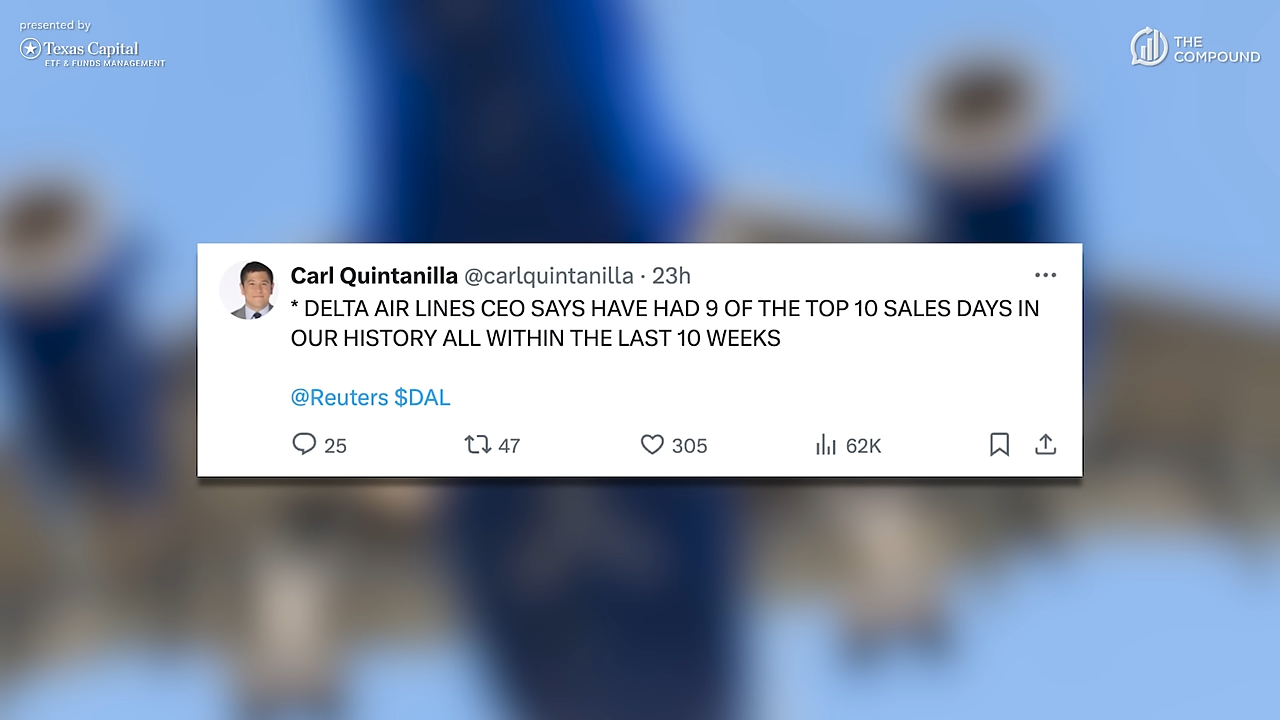 presented by
Texas Capital
ETF & FUNDS MANAGEMENT
THE
COMPOUND
Carl Quintanilla @carlquintanilla · 23h
* DELTA AIR LINES CEO SAYS HAVE HAD 9 OF THE TOP 10 SALES DAYS IN
OUR HISTORY ALL WITHIN THE LAST 10 WEEKS
@Reuters $DAL
25 47 305 62K